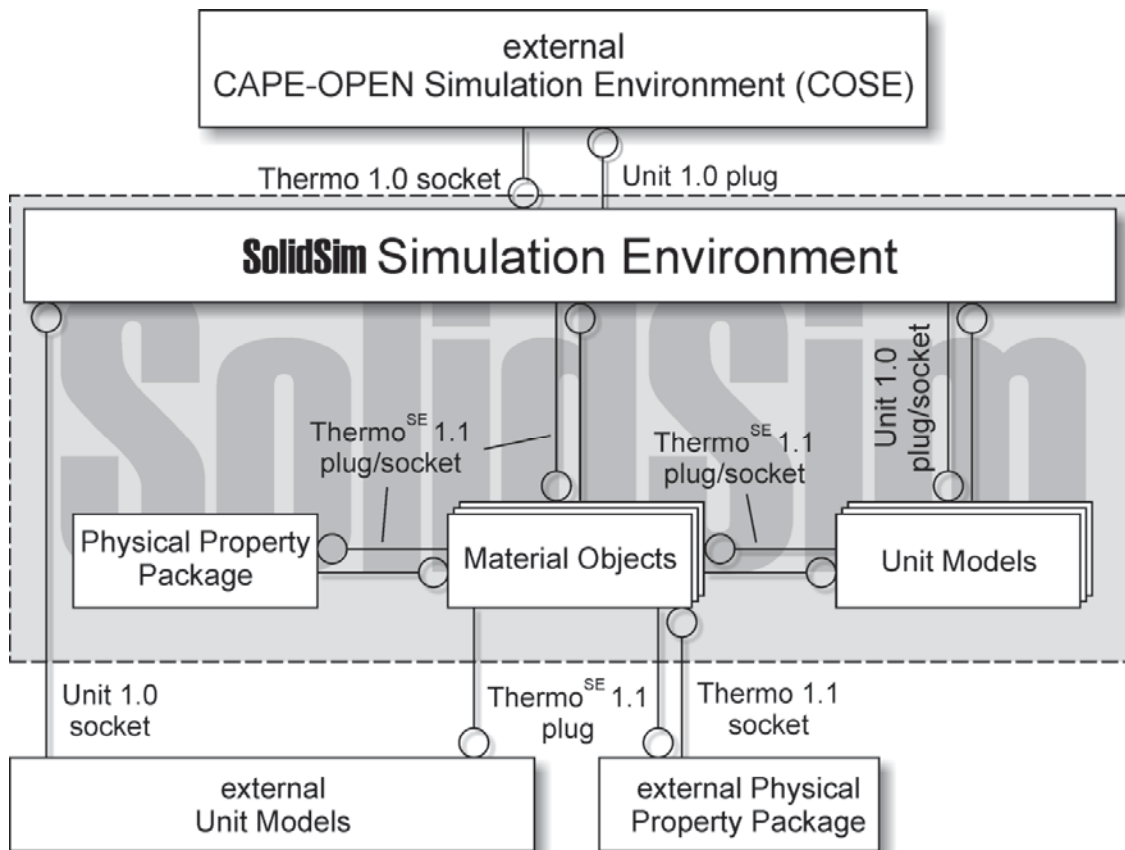 external
CAPE-OPEN Simulation Environment (COSE)
Thermo 1.0 socket
Unit 1.0 plug
SolidSim Simulation Environment
SolidSim
Unit 1.0
plug/socket
Thermo^SE 1.1
plug/socket
Thermo^SE 1.1
plug/socket
Physical Property
Package
Material Objects
Unit Models
Unit 1.0
socket
Thermo^SE 1.1
plug
Thermo 1.1
socket
external
Unit Models
external Physical
Property Package